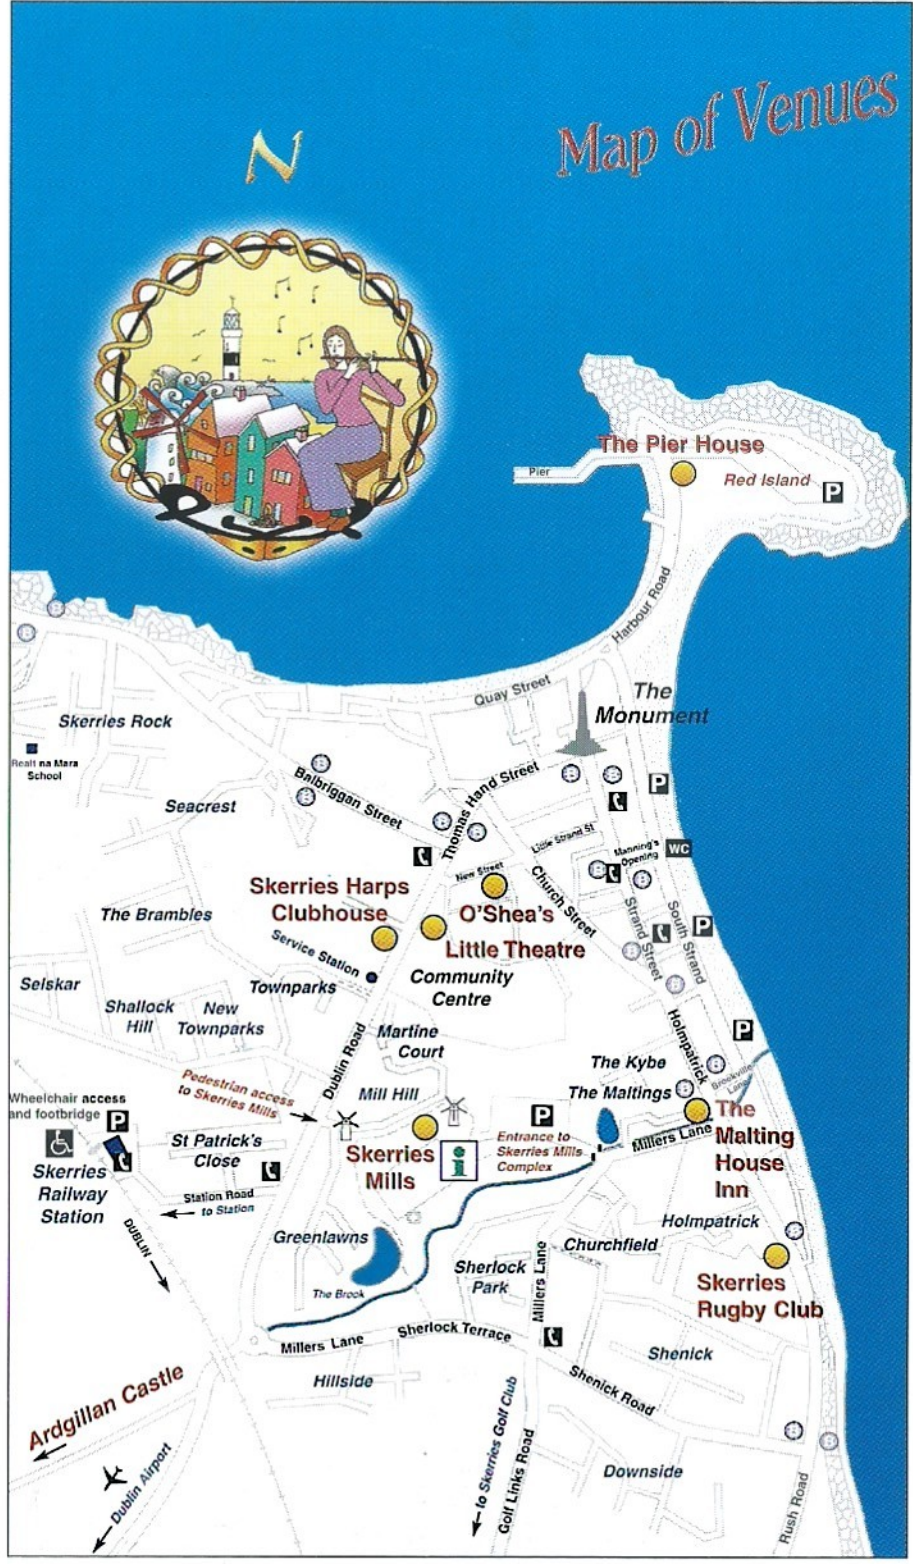 Map of Venues
N
The Pier House
Pier
Red Island
P
Harbour Road
Quay Street
The
Monument
Skerries Rock
Realt na Mara
School
Balbriggan Street
Thomas Hand Street
P
Seacrest
Little Strand St
Manning's
Opening
WC
New Street
Church Street
Skerries Harps
Clubhouse
O'Shea's
Little Theatre
The Brambles
Service Station
Strand Street
South Strand
P
Community
Centre
Selskar
Townparks
Shallock
Hill
New
Townparks
Dublin Road
Martine
Court
Holmpatrick
P
The Kybe
Pedestrian access
to Skerries Mills
Mill Hill
The Maltings
Brookville
Lane
Wheelchair access
and footbridge
P
P
The
Malting
House
Inn
St Patrick's
Close
Skerries
Mills
i
Entrance to
Skerries Mills
Complex
Millers Lane
Skerries
Railway
Station
Station Road
to Station
DUBLIN
Greenlawns
Holmpatrick
Churchfield
Sherlock
Park
Millers Lane
The Brook
Skerries
Rugby Club
Millers Lane
Sherlock Terrace
Shenick
Hillside
Shenick Road
Ardgillan Castle
to Skerries Golf Club
Golf Links Road
Downside
Dublin Airport
Rush Road